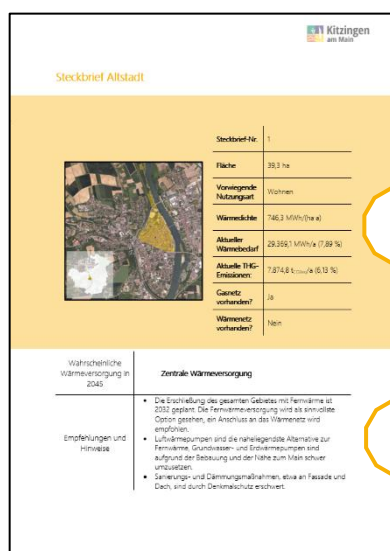 Kitzingen
am Main
Steckbrief Altstadt
Steckbrief-Nr.
1
Fläche
39,3 ha
Vorwiegende
Nutzungsart
Wohnen
Wärmedichte
746,3 MWh/(ha a)
Aktueller
Wärmebedarf
29.369,1 MWh/a (7,89 %)
Aktuelle THG-
Emissionen:
7.874,8 t /a (6,13 %)
Gasnetz
vorhanden?
Ja
Wärmenetz
vorhanden?
Nein
Wahrscheinliche
Wärmeversorgung in
2045
Zentrale Wärmeversorgung
Empfehlungen und
Hinweise
• Die Erschließung des gesamten Gebietes mit Fernwärme ist
2032 geplant. Die Fernwärmeversorgung wird als sinnvollste
Option gesehen, ein Anschluss an das Wärmenetz wird
empfohlen.
• Luftwärmepumpen sind die naheliegendste Alternative zur
Fernwärme, Grundwasser- und Erdwärmepumpen sind
aufgrund der Bebauung und der Nähe zum Main schwer
umzusetzen.
• Sanierungs- und Dämmungsmaßnahmen, etwa an Fassade und
Dach, sind durch Denkmalschutz erschwert.